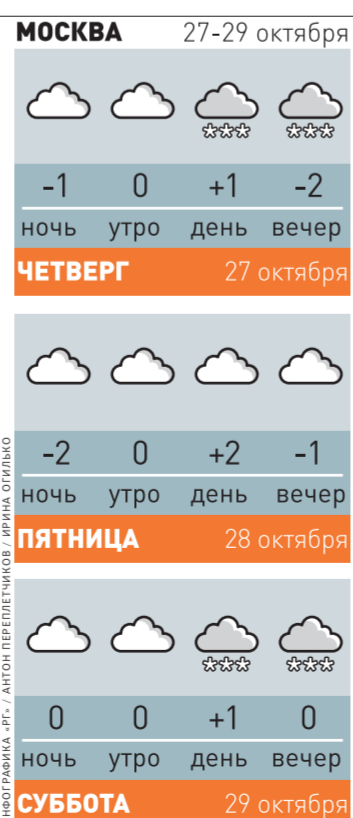 МОСКВА 27-29 октября
-1 0 +1 -2
ночь утро день вечер
ЧЕТВЕРГ 27 октября
-2 0 +2 -1
ночь утро день вечер
ПЯТНИЦА 28 октября
0 0 +1 0
ночь утро день вечер
СУББОТА 29 октября
НФОГРАФИКА «РГ» / АНТОН ПЕРЕПЛЕТЧИКОВ / ИРИНА ОГИЛЬКО